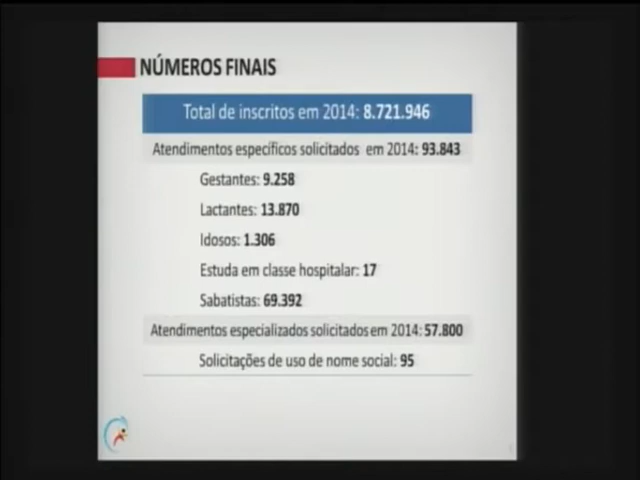 NÚMEROS FINAIS
Total de inscritos em 2014: 8.721.946
Atendimentos específicos solicitados em 2014: 93.843
Gestantes: 9.258
Lactantes: 13.870
Idosos: 1.306
Estuda em classe hospitalar: 17
Sabatistas: 69.392
Atendimentos especializados solicitados em 2014: 57.800
Solicitações de uso de nome social: 95